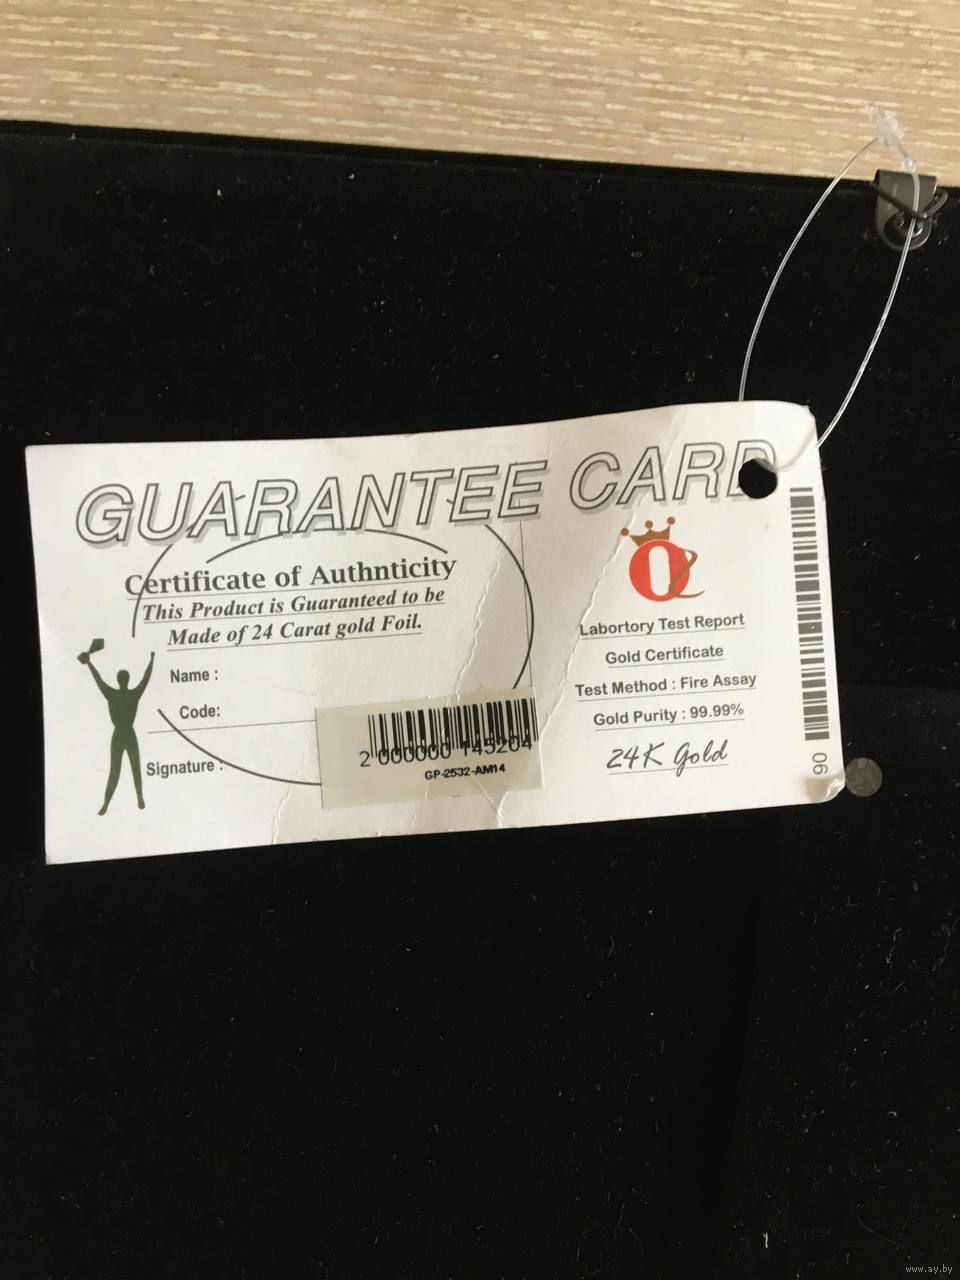 GUARANTEE CARD
Certificate of Authnticity
This Product is Guaranteed to be
Made of 24 Carat gold Foil.
Name :
Code:
Signature :
2 000000 145204
GP-2532-AM14
OZ
Labortory Test Report
Gold Certificate
Test Method : Fire Assay
Gold Purity : 99.99%
24K Gold
90
www.ay.by